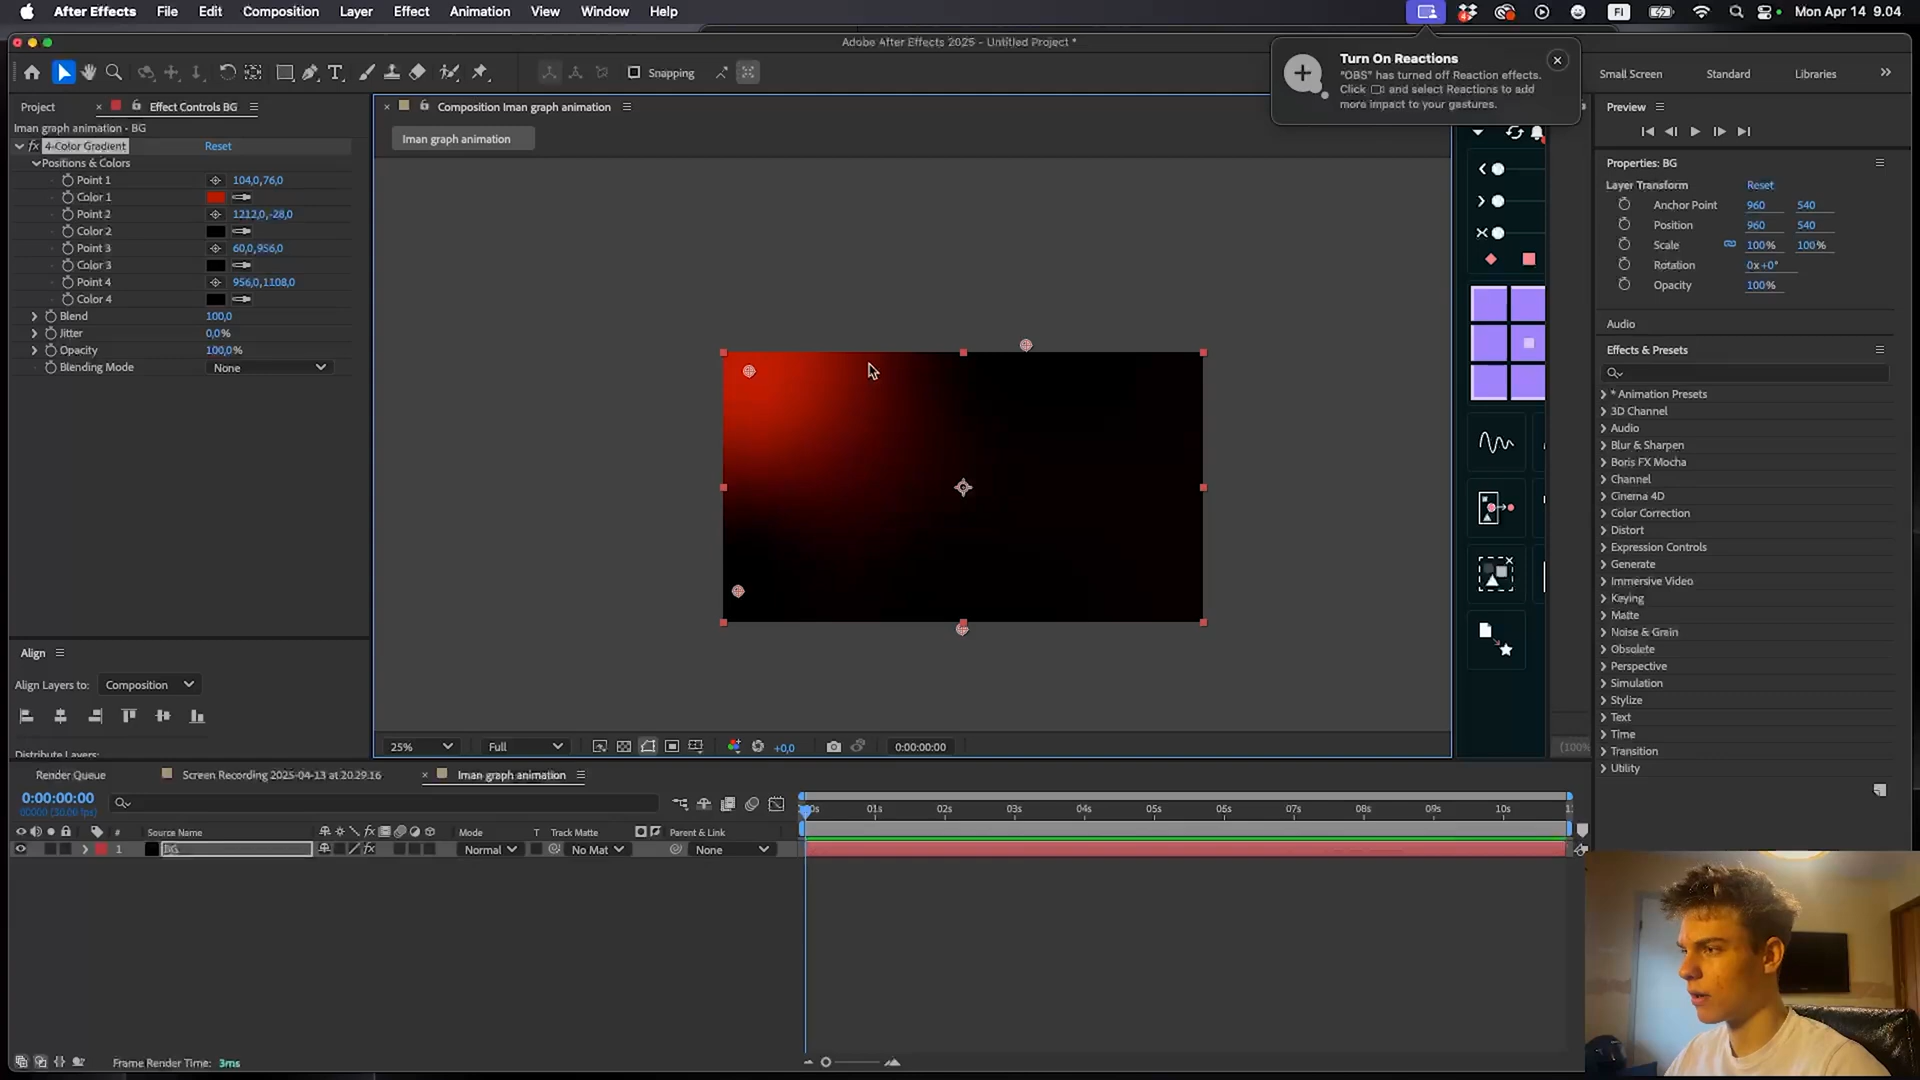 After Effects File Edit Composition Layer Effect Animation View Window Help
FI Mon Apr 14 9.04
Adobe After Effects 2025 - Untitled Project *
Turn On Reactions
"OBS" has turned off Reaction effects.
Click and select Reactions to add
more impact to your gestures.
Snapping
Small Screen Standard Libraries
Project
Effect Controls BG
Composition Iman graph animation
Preview
Iman graph animation - BG
Iman graph animation
fx 4-Color Gradient Reset
Positions & Colors
Point 1 104,0,76,0
Color 1
Point 2 1212,0,-28,0
Color 2
Point 3 60,0,956,0
Color 3
Point 4 956,0,1108,0
Color 4
Blend 100,0
Jitter 0,0%
Opacity 100,0%
Blending Mode None
Properties: BG
Layer Transform Reset
Anchor Point 960 540
Position 960 540
Scale 100% 100%
Rotation 0x+0°
Opacity 100%
Audio
Effects & Presets
* Animation Presets
3D Channel
Audio
Blur & Sharpen
Boris FX Mocha
Channel
Cinema 4D
Color Correction
Distort
Expression Controls
Generate
Immersive Video
Keying
Matte
Noise & Grain
Obsolete
Perspective
Simulation
Stylize
Text
Time
Transition
Utility
Align
Align Layers to: Composition
Distribute Layers:
25% Full +0,0 0:00:00:00
(100%
Render Queue Screen Recording 2025-04-13 at 20.29.16 Iman graph animation
0:00:00:00
00000 (30.00 fps)
01s 02s 03s 04s 05s 06s 07s 08s 09s 10s
# Source Name fx Mode T Track Matte Parent & Link
1 BG fx Normal No Mat None
Frame Render Time: 3ms